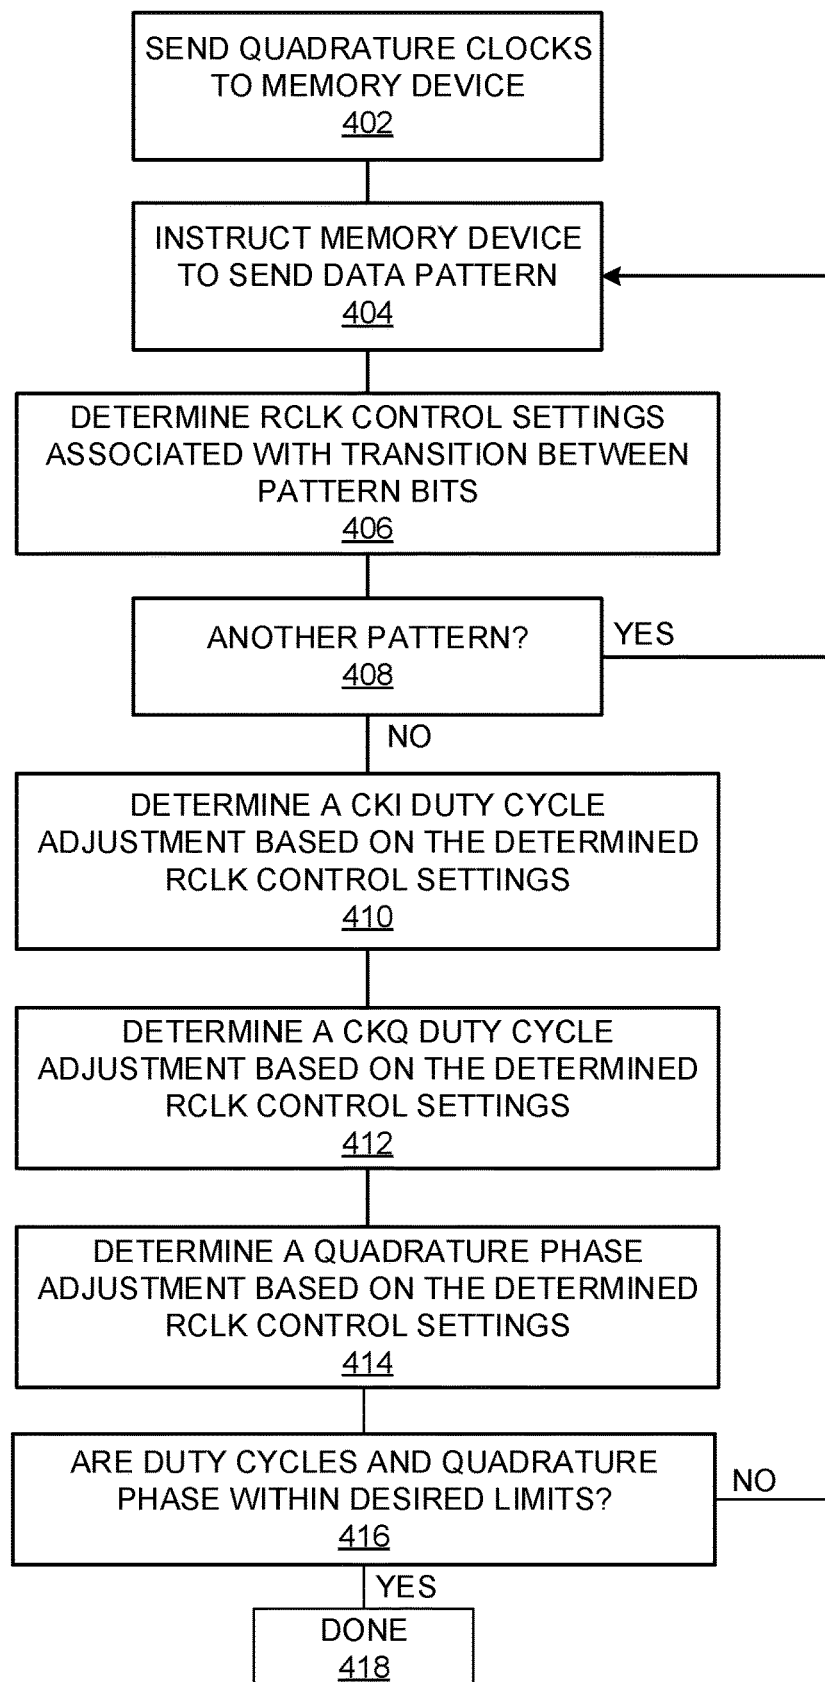 SEND QUADRATURE CLOCKS
TO MEMORY DEVICE
402
INSTRUCT MEMORY DEVICE
TO SEND DATA PATTERN
404
DETERMINE RCLK CONTROL SETTINGS
ASSOCIATED WITH TRANSITION BETWEEN
PATTERN BITS
406
ANOTHER PATTERN?
408
YES
NO
DETERMINE A CKI DUTY CYCLE
ADJUSTMENT BASED ON THE DETERMINED
RCLK CONTROL SETTINGS
410
DETERMINE A CKQ DUTY CYCLE
ADJUSTMENT BASED ON THE DETERMINED
RCLK CONTROL SETTINGS
412
DETERMINE A QUADRATURE PHASE
ADJUSTMENT BASED ON THE DETERMINED
RCLK CONTROL SETTINGS
414
ARE DUTY CYCLES AND QUADRATURE
PHASE WITHIN DESIRED LIMITS?
416
NO
YES
DONE
418